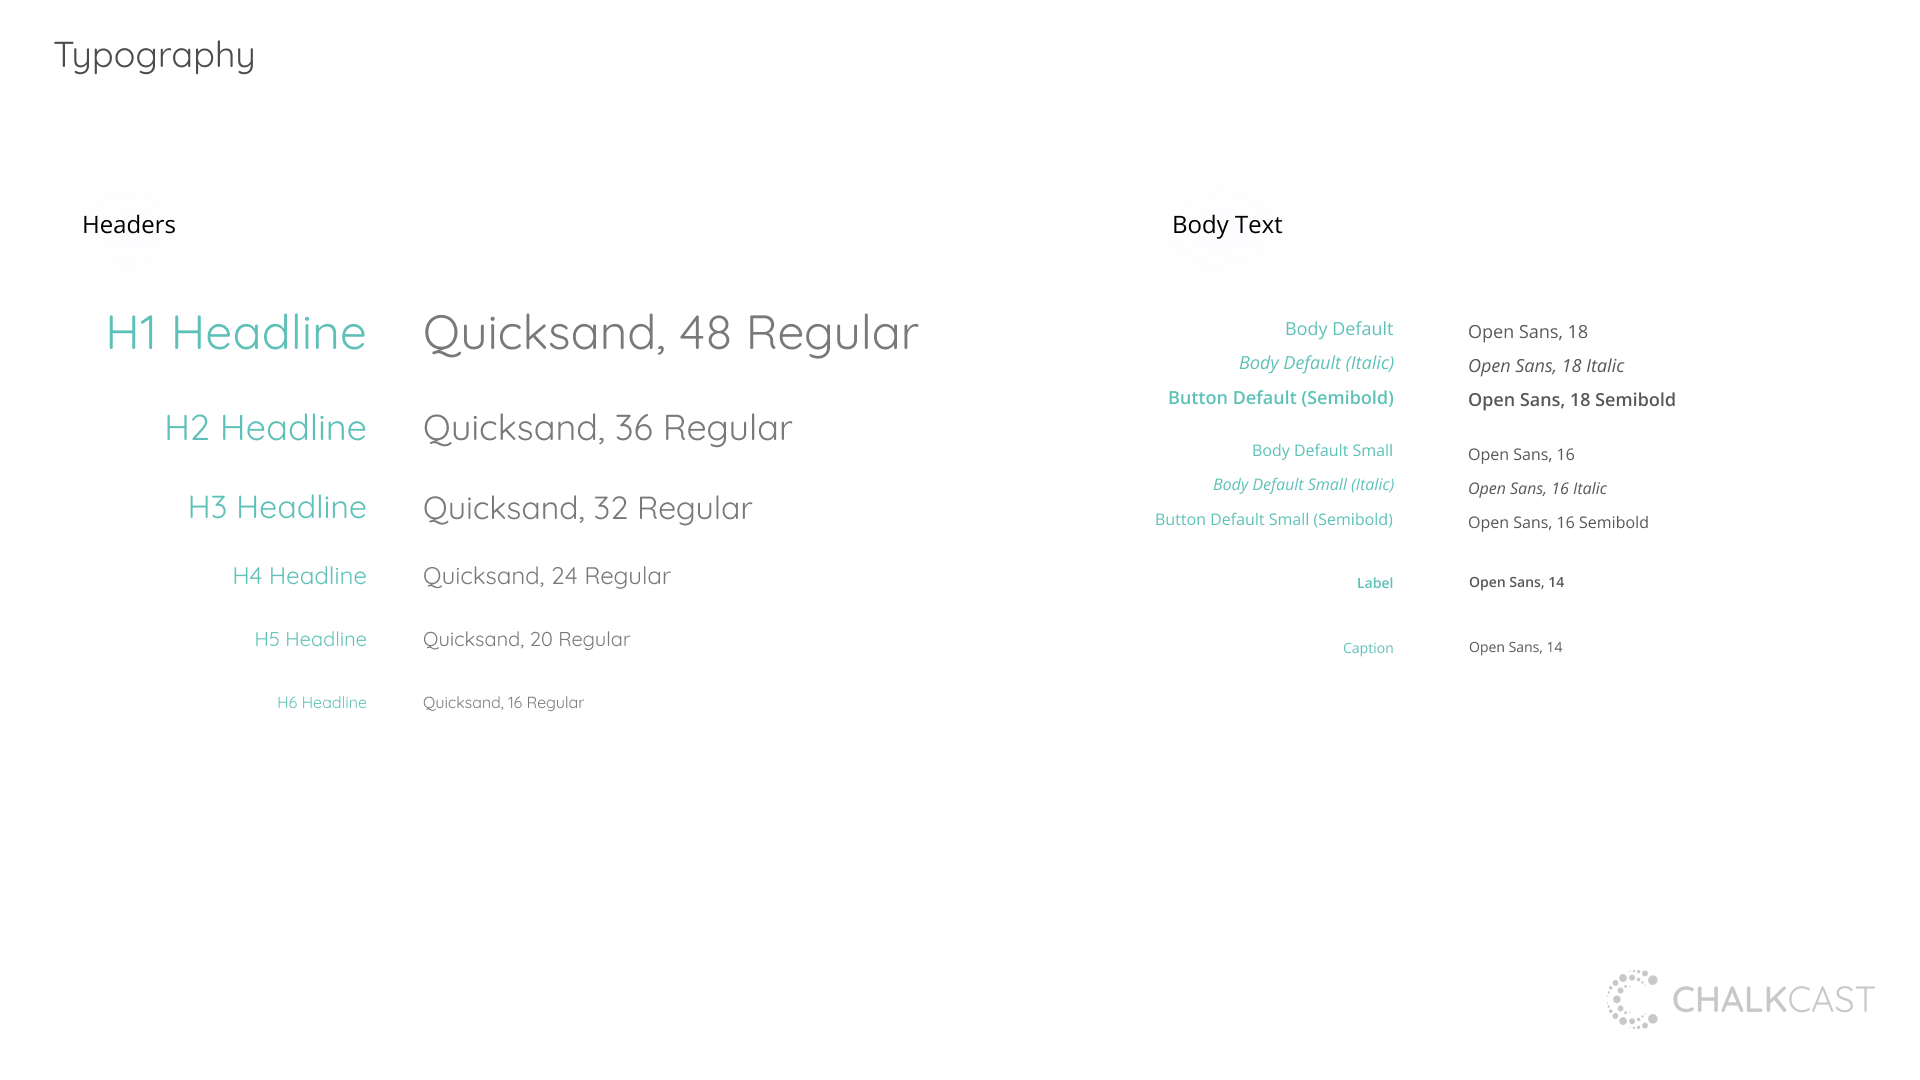 Typography
Headers
H1 Headline Quicksand, 48 Regular
H2 Headline Quicksand, 36 Regular
H3 Headline Quicksand, 32 Regular
H4 Headline Quicksand, 24 Regular
H5 Headline Quicksand, 20 Regular
H6 Headline Quicksand, 16 Regular
Body Text
Body Default Open Sans, 18
Body Default (Italic) Open Sans, 18 Italic
Button Default (Semibold) Open Sans, 18 Semibold
Body Default Small Open Sans, 16
Body Default Small (Italic) Open Sans, 16 Italic
Button Default Small (Semibold) Open Sans, 16 Semibold
Label Open Sans, 14
Caption Open Sans, 14
CHALKCAST